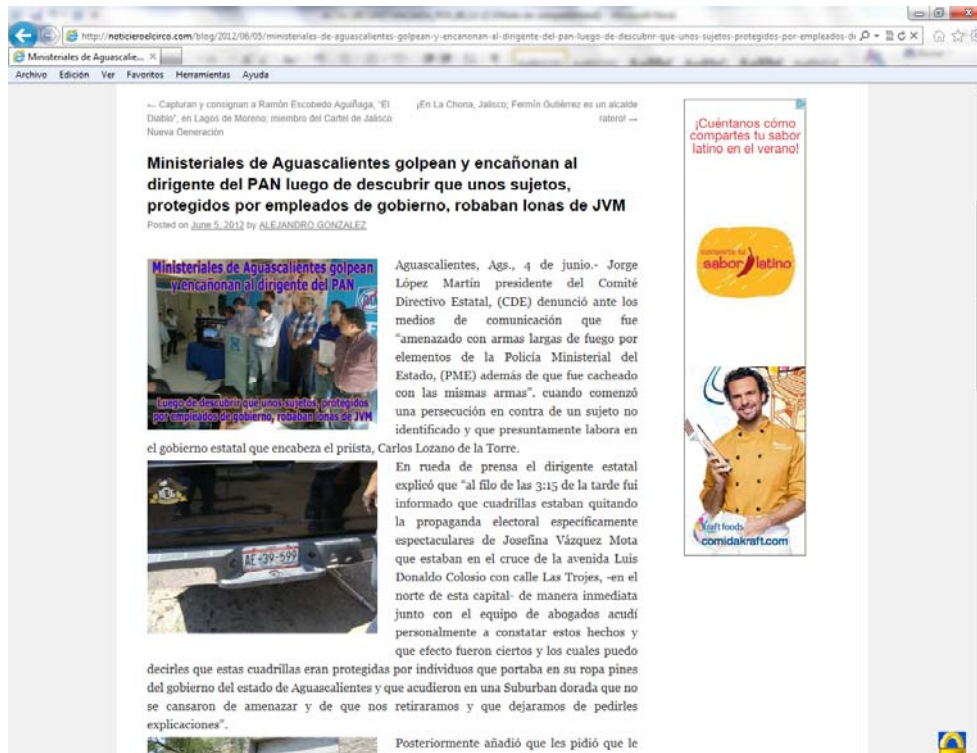 http://noticieroelcirco.com/blog/2012/06/05/ministeriales-de-aguascalientes-golpean-y-encanonan-al-dirigente-del-pan-luego-de-descubrir-que-unos-sujetos-protegidos-por-empleados-de
Ministeriales de Aguascalie...
Archivo Edición Ver Favoritos Herramientas Ayuda
← Capturan y consignan a Ramón Escobedo Aguiñaga, "El
Diablo", en Lagos de Moreno; miembro del Cartel de Jalisco
Nueva Generación
¡En La Chona, Jalisco; Fermín Gutiérrez es un alcalde
ratero! →
Ministeriales de Aguascalientes golpean y encañonan al
dirigente del PAN luego de descubrir que unos sujetos,
protegidos por empleados de gobierno, robaban lonas de JVM
Posted on June 5, 2012 by ALEJANDRO GONZALEZ
Ministeriales de Aguascalientes golpean
y encañonan al dirigente del PAN
Luego de descubrir que unos sujetos, protegidos
por empleados de gobierno, robaban lonas de JVM
Aguascalientes, Ags., 4 de junio.- Jorge
López Martín presidente del Comité
Directivo Estatal, (CDE) denunció ante los
medios de comunicación que fue
"amenazado con armas largas de fuego por
elementos de la Policía Ministerial del
Estado, (PME) además de que fue cacheado
con las mismas armas". cuando comenzó
una persecución en contra de un sujeto no
identificado y que presuntamente labora en
el gobierno estatal que encabeza el priísta, Carlos Lozano de la Torre.
AE-39-599
En rueda de prensa el dirigente estatal
explicó que "al filo de las 3:15 de la tarde fui
informado que cuadrillas estaban quitando
la propaganda electoral específicamente
espectaculares de Josefina Vázquez Mota
que estaban en el cruce de la avenida Luis
Donaldo Colosio con calle Las Trojes, -en el
norte de esta capital- de manera inmediata
junto con el equipo de abogados acudí
personalmente a constatar estos hechos y
que efecto fueron ciertos y los cuales puedo
decirles que estas cuadrillas eran protegidas por individuos que portaba en su ropa pines
del gobierno del estado de Aguascalientes y que acudieron en una Suburban dorada que no
se cansaron de amenazar y de que nos retiraramos y que dejaramos de pedirles
explicaciones".
Posteriormente añadió que les pidió que le
¡Cuéntanos cómo
compartes tu sabor
latino en el verano!
comparte tu
sabor latino
kraft foods
comidakraft.com